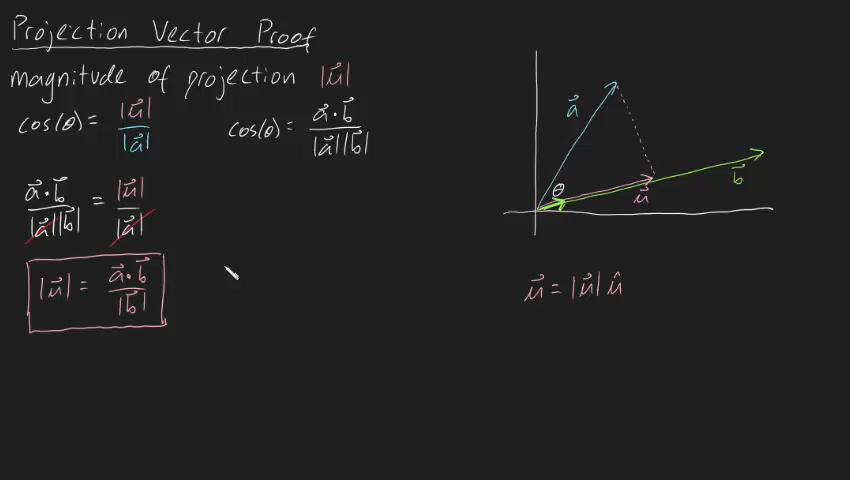 Projection Vector Proof
magnitude of projection |u⃗|
cos(θ) = |u⃗| / |a⃗|
cos(θ) = a⃗·b⃗ / |a⃗||b⃗|
a⃗·b⃗ / |a⃗||b⃗| = |u⃗| / |a⃗|
|u⃗| = a⃗·b⃗ / |b⃗|
a⃗
θ
u⃗
b⃗
u⃗ = |u⃗| û